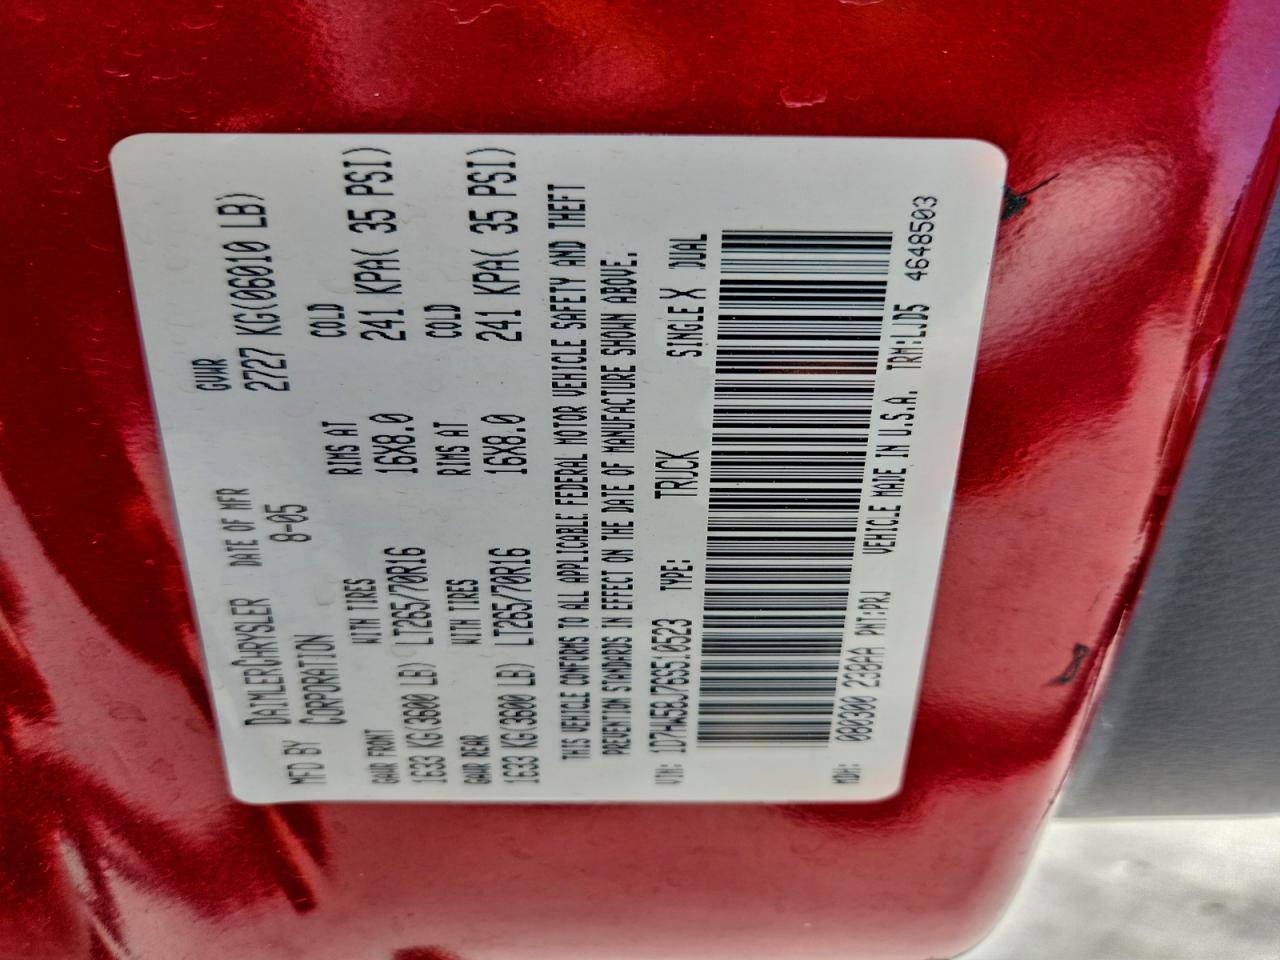 MFD BY DAIMLERCHRYSLER CORPORATION
DATE OF MFR 8-05
GVWR 2727 KG(06010 LB)
GAWR FRONT WITH TIRES RIMS AT COLD
1633 KG(3600 LB) LT265/70R16 16X8.0 241 KPA( 35 PSI)
GAWR REAR WITH TIRES RIMS AT COLD
1633 KG(3600 LB) LT265/70R16 16X8.0 241 KPA( 35 PSI)
THIS VEHICLE CONFORMS TO ALL APPLICABLE FEDERAL MOTOR VEHICLE SAFETY AND THEFT
PREVENTION STANDARDS IN EFFECT ON THE DATE OF MANUFACTURE SHOWN ABOVE.
VIN: TYPE: TRUCK SINGLE X DUAL
MDH: 080300 238AA PNT:PRJ VEHICLE MADE IN U.S.A. TRM:LJD5 4648503